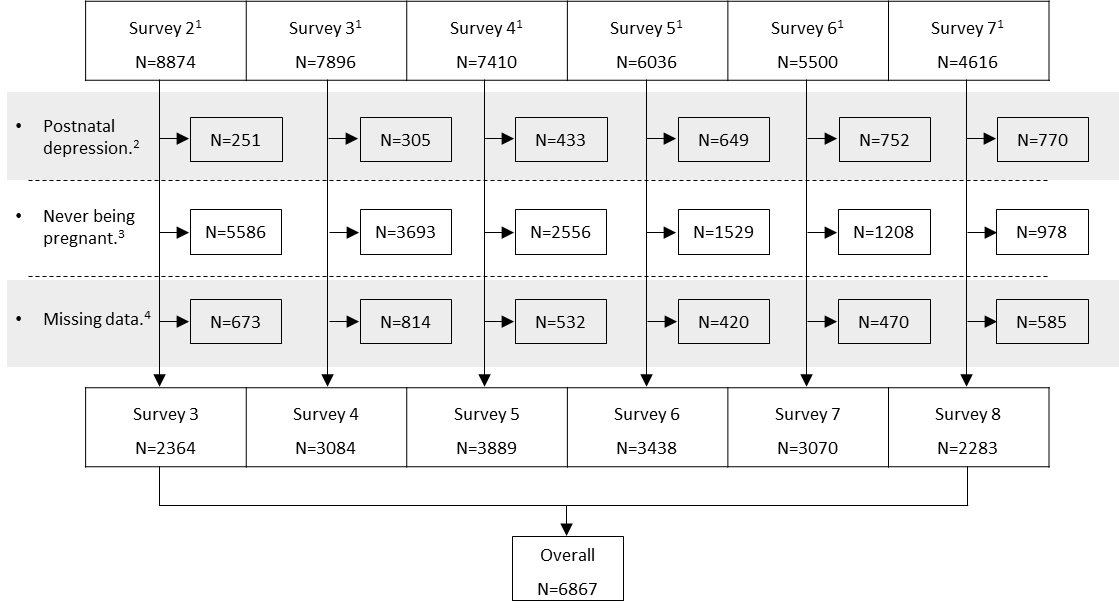 Survey 2¹ Survey 3¹ Survey 4¹ Survey 5¹ Survey 6¹ Survey 7¹
N=8874 N=7896 N=7410 N=6036 N=5500 N=4616
• Postnatal
depression.²
N=251 N=305 N=433 N=649 N=752 N=770
• Never being
pregnant.³
N=5586 N=3693 N=2556 N=1529 N=1208 N=978
• Missing data.⁴ N=673 N=814 N=532 N=420 N=470 N=585
Survey 3 Survey 4 Survey 5 Survey 6 Survey 7 Survey 8
N=2364 N=3084 N=3889 N=3438 N=3070 N=2283
Overall
N=6867